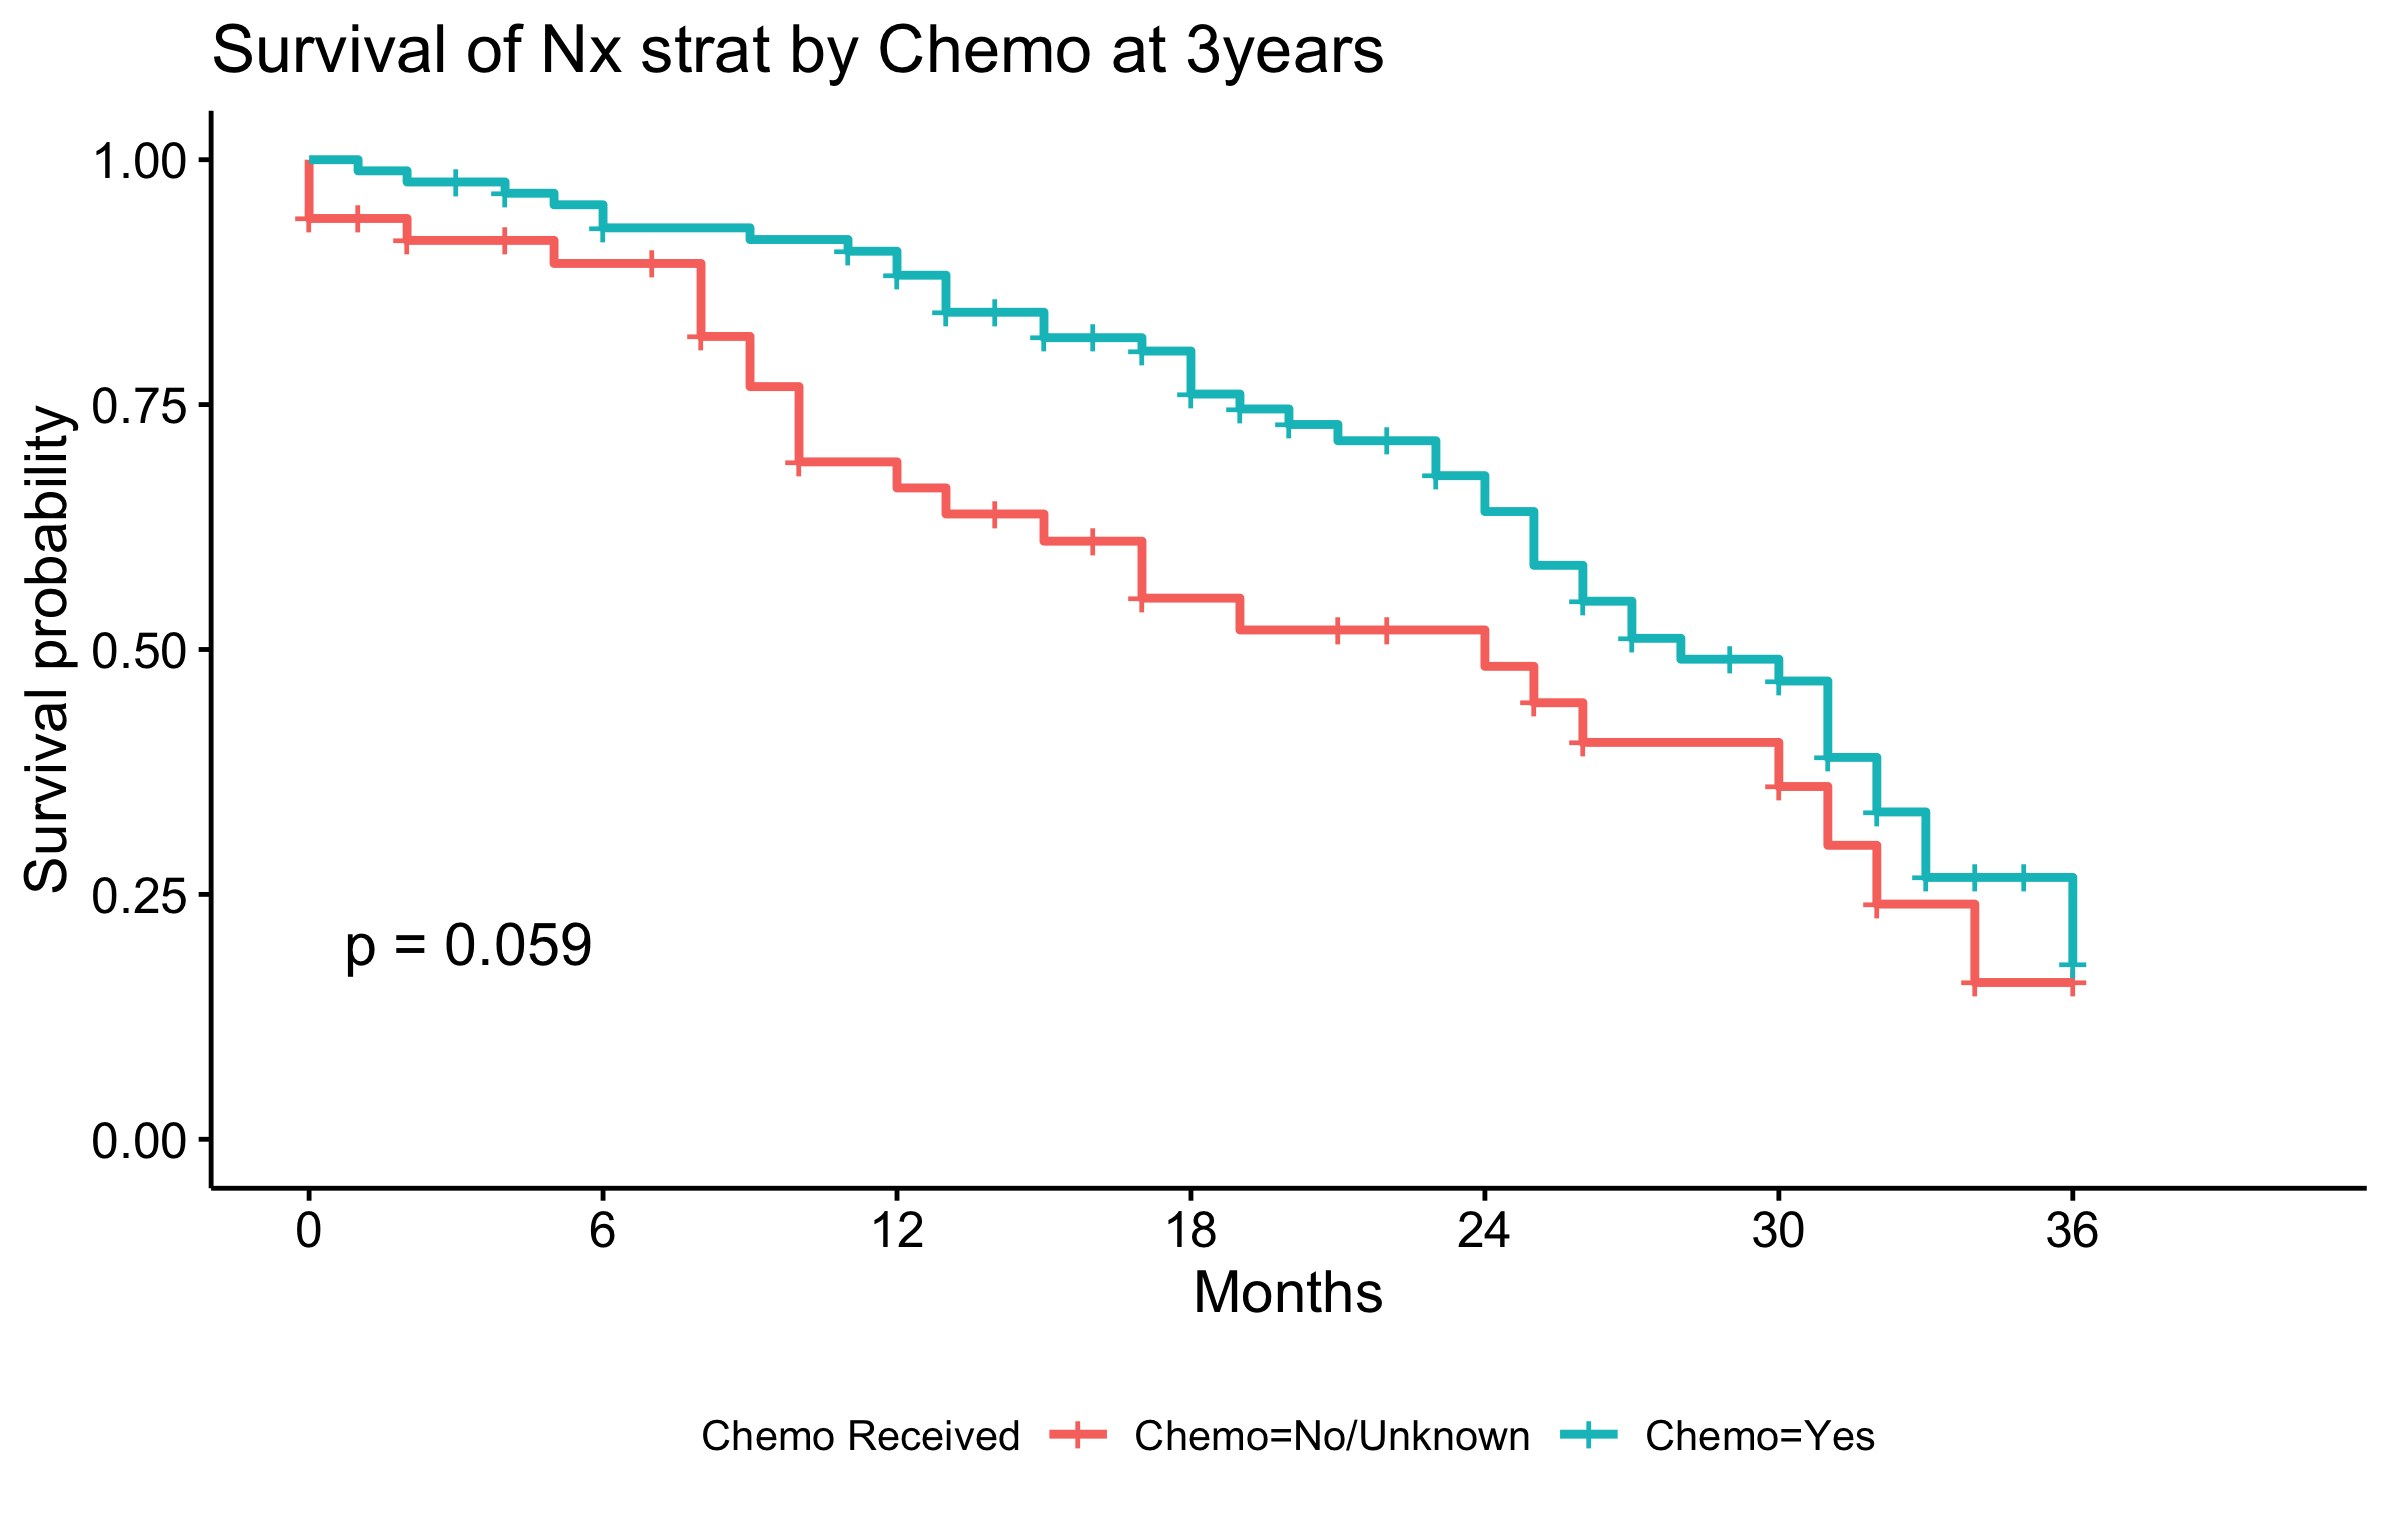 Survival of Nx strat by Chemo at 3years
Survival probability
1.00
0.75
0.50
0.25
0.00
p = 0.059
0 6 12 18 24 30 36
Months
Chemo Received Chemo=No/Unknown Chemo=Yes